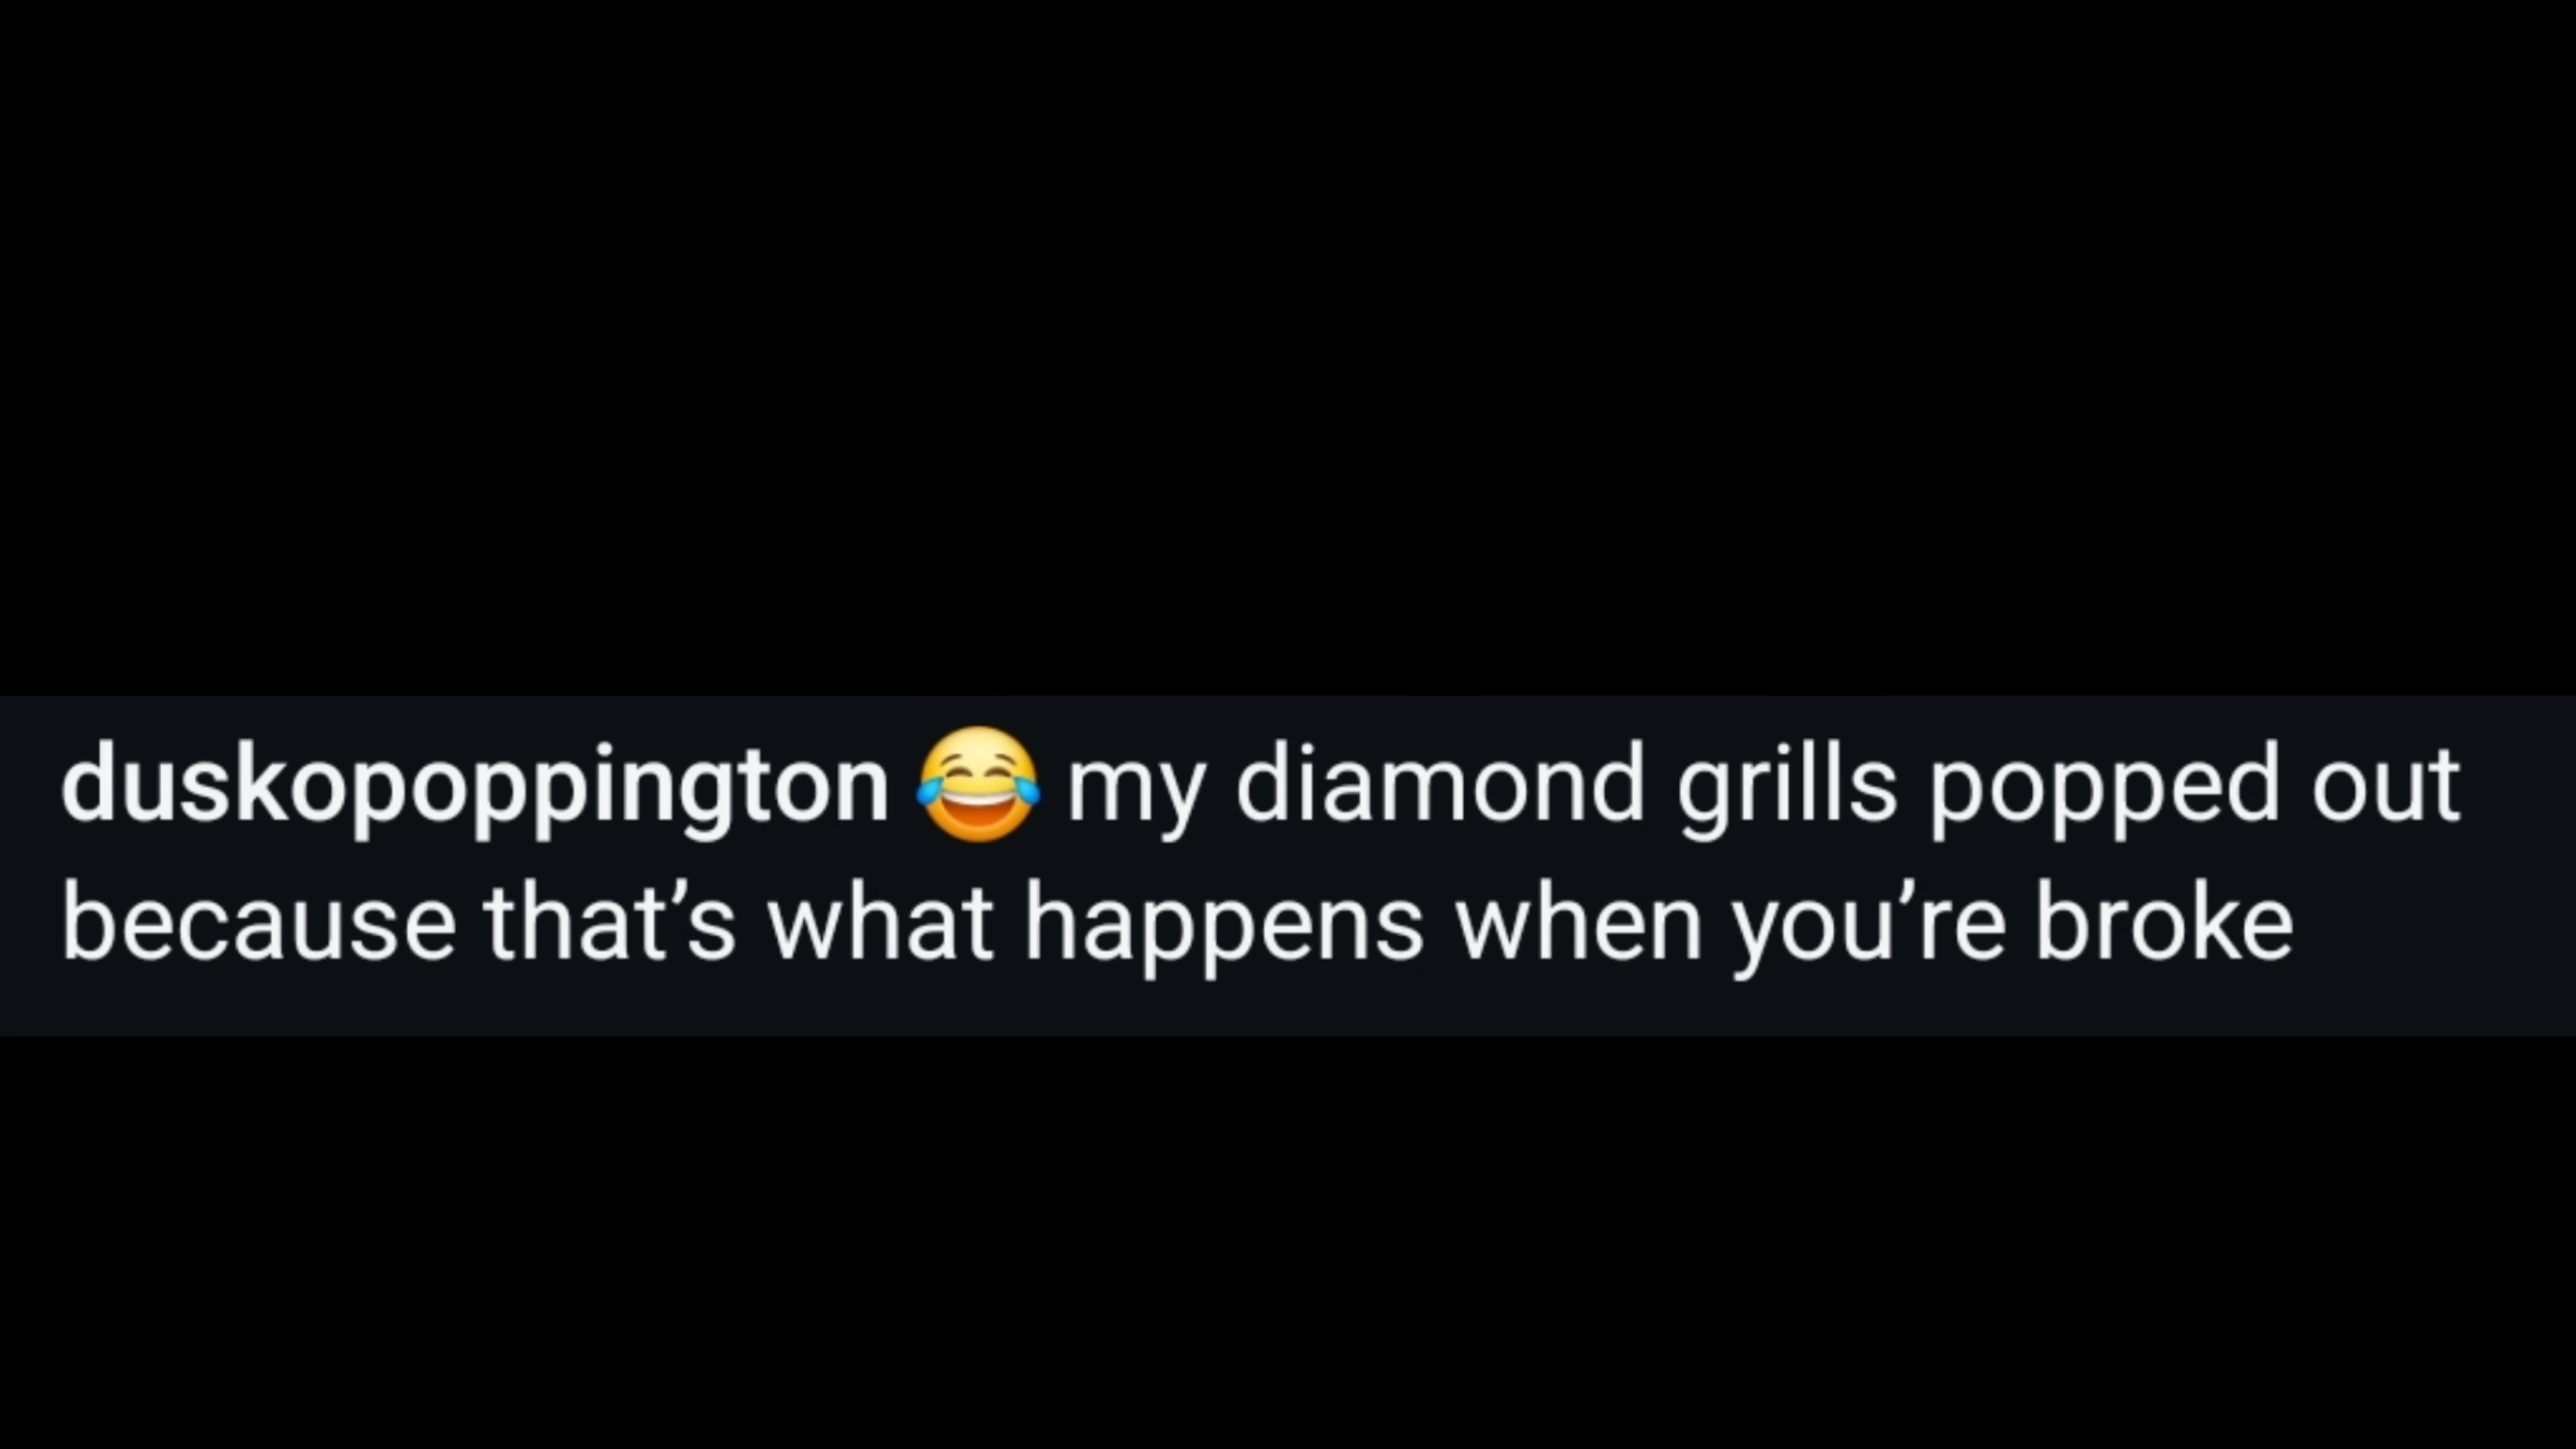 duskopoppington 😂 my diamond grills popped out
because that’s what happens when you’re broke